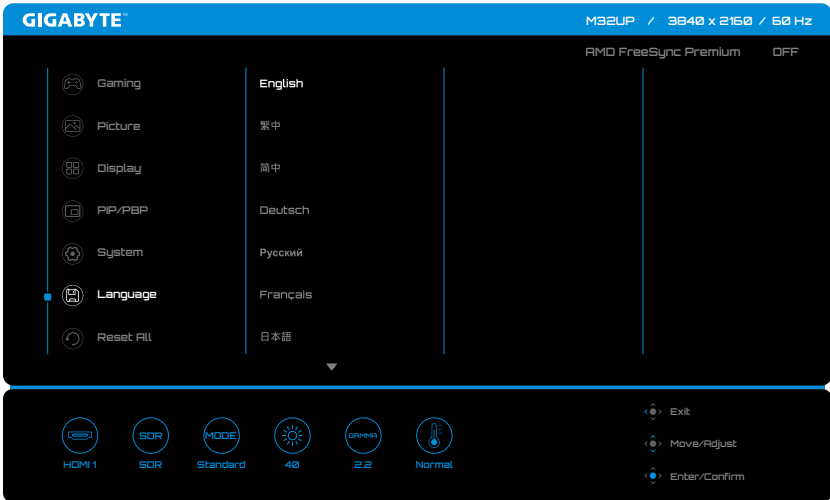 GIGABYTE™
M32UP / 3840 x 2160 / 60 Hz
AMD FreeSync Premium OFF
Gaming
Picture
Display
PIP/PBP
System
Language
Reset All
English
繁中
简中
Deutsch
Русский
Français
日本語
SDR
MODE
GAMMA
HDMI 1
SDR
Standard
40
2.2
Normal
Exit
Move/Adjust
Enter/Confirm